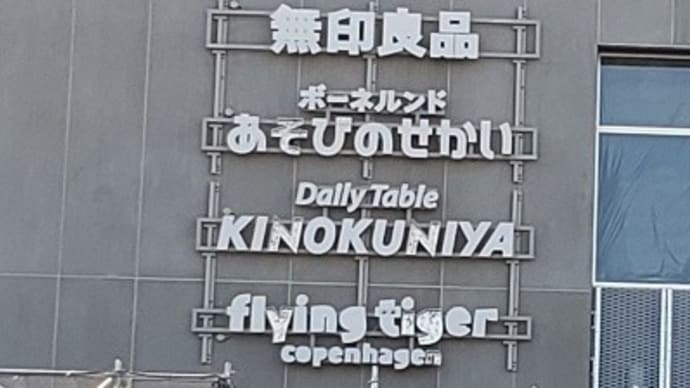 無印良品
ボーネルンド
あそびのせかい
Daily Table
KINOKUNIYA
flying tiger
copenhagen